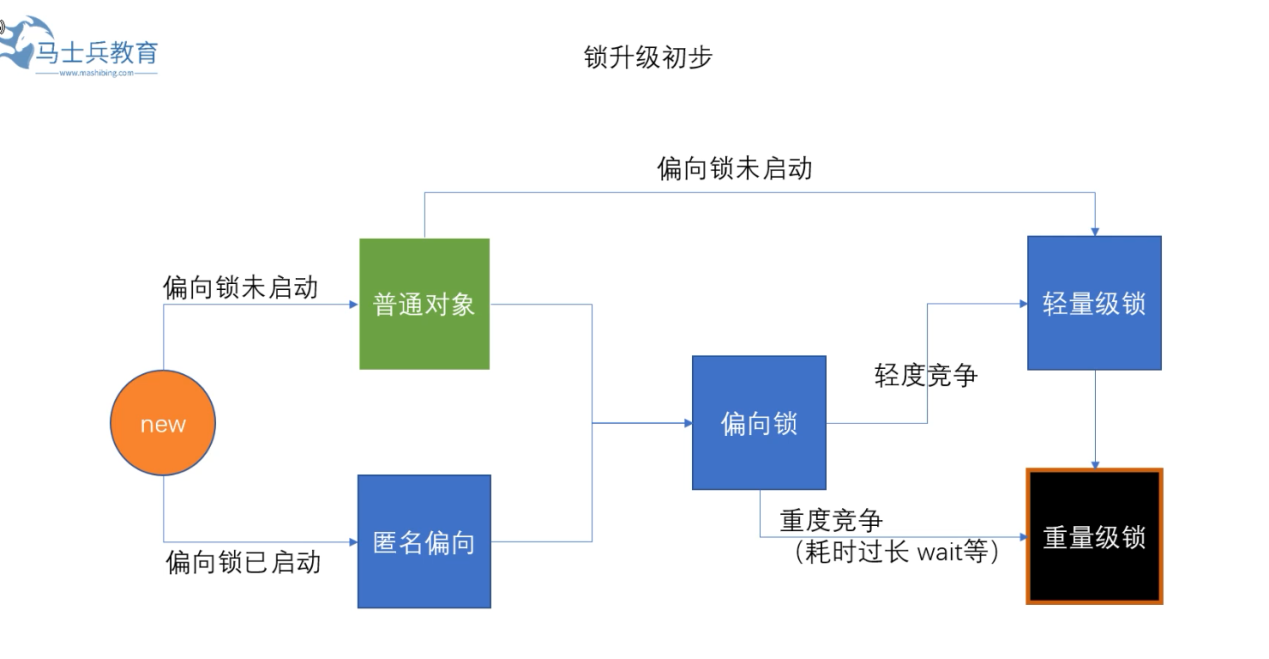 马士兵教育
www.mashibing.com
锁升级初步
偏向锁未启动
偏向锁未启动
普通对象
轻量级锁
轻度竞争
new
偏向锁
匿名偏向
偏向锁已启动
重度竞争
（耗时过长 wait等）
重量级锁